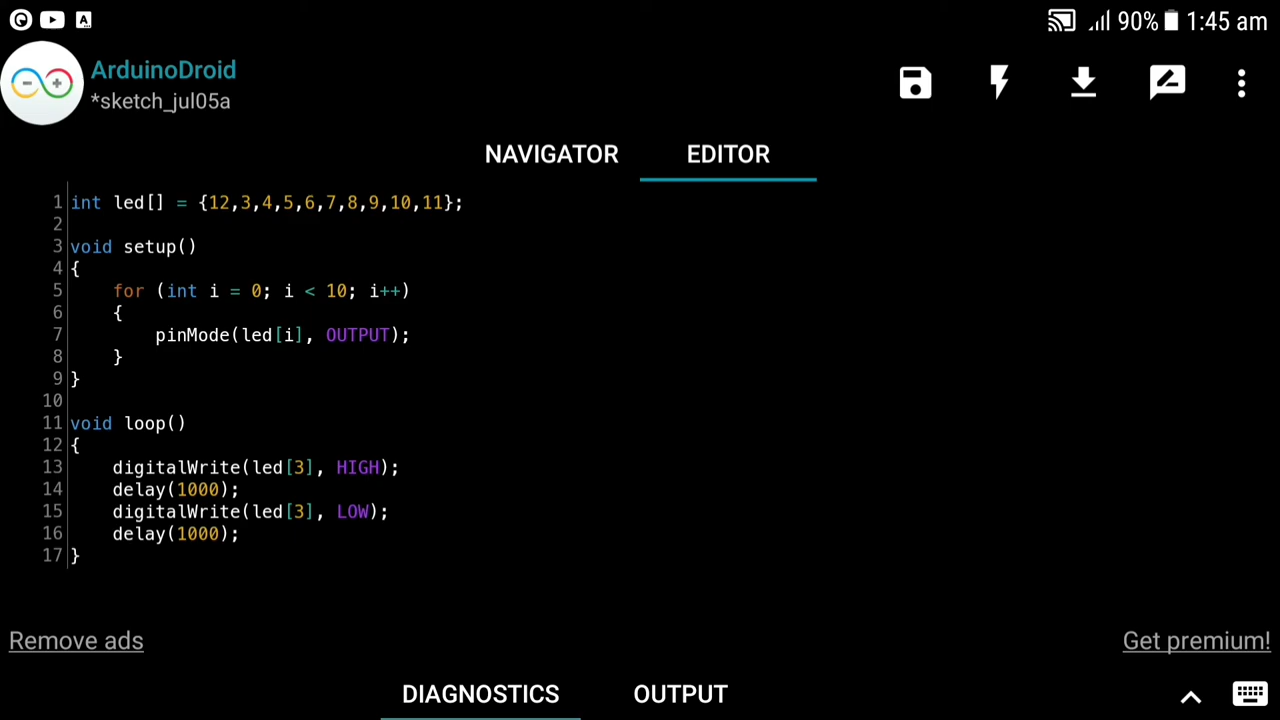 90% 1:45 am
ArduinoDroid
*sketch_jul05a
NAVIGATOR EDITOR
1 int led[] = {12,3,4,5,6,7,8,9,10,11};
2
3 void setup()
4 {
5     for (int i = 0; i < 10; i++)
6     {
7         pinMode(led[i], OUTPUT);
8     }
9 }
10
11 void loop()
12 {
13     digitalWrite(led[3], HIGH);
14     delay(1000);
15     digitalWrite(led[3], LOW);
16     delay(1000);
17 }
Remove ads Get premium!
DIAGNOSTICS OUTPUT